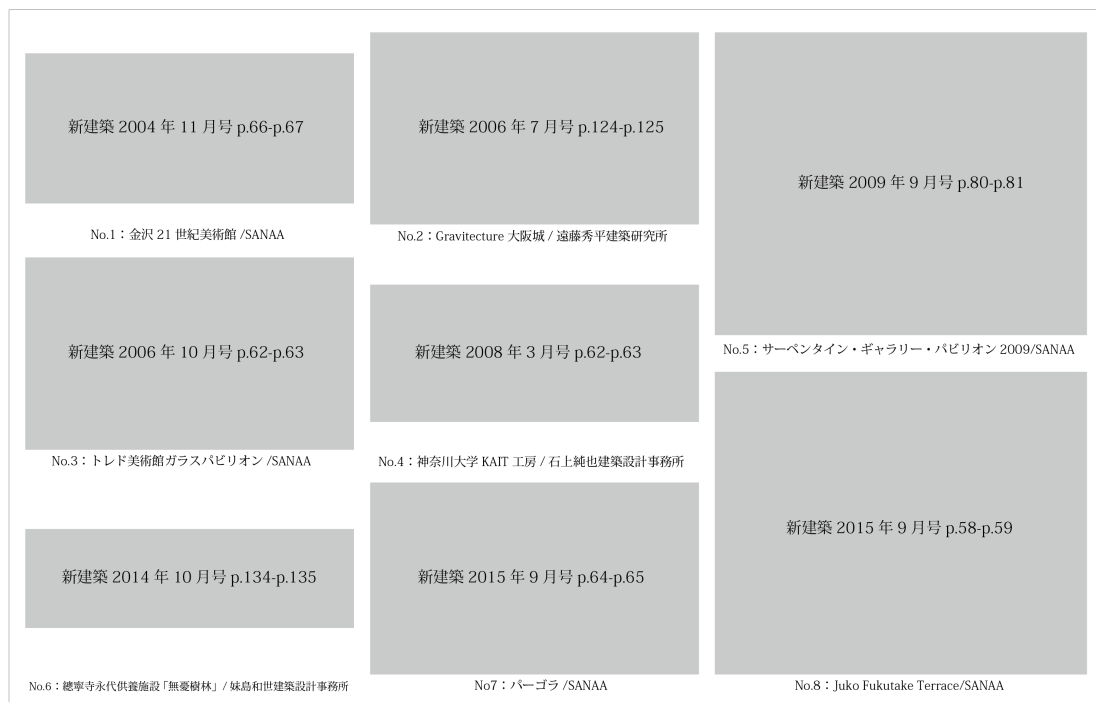 新建築 2004 年 11 月号 p.66-p.67
No.1：金沢 21 世紀美術館 /SANAA
新建築 2006 年 7 月号 p.124-p.125
No.2：Gravitecture 大阪城 / 遠藤秀平建築研究所
新建築 2006 年 10 月号 p.62-p.63
No.3：トレド美術館ガラスパビリオン /SANAA
新建築 2008 年 3 月号 p.62-p.63
No.4：神奈川大学 KAIT 工房 / 石上純也建築設計事務所
新建築 2009 年 9 月号 p.80-p.81
No.5：サーペンタイン・ギャラリー・パビリオン 2009/SANAA
新建築 2014 年 10 月号 p.134-p.135
No.6：總寧寺永代供養施設「無憂樹林」/ 妹島和世建築設計事務所
新建築 2015 年 9 月号 p.64-p.65
No7：パーゴラ /SANAA
新建築 2015 年 9 月号 p.58-p.59
No.8：Juko Fukutake Terrace/SANAA